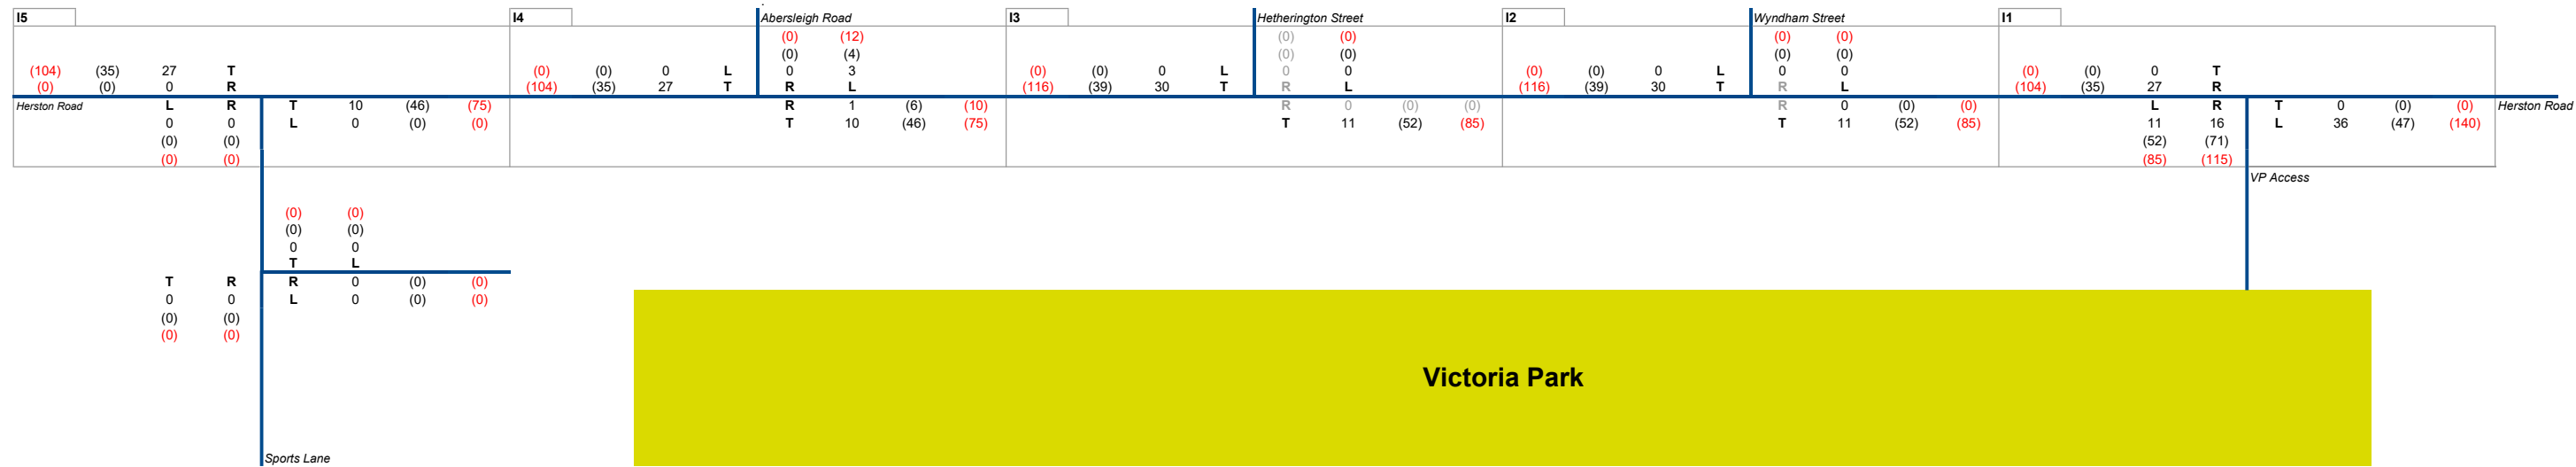 I5 I4 Abersleigh Road I3 Hetherington Street I2 Wyndham Street I1
(0) (12) (0) (0) (0) (0)
(0) (4) (0) (0) (0) (0)
(104) (35) 27 T (0) (0) 0 L 0 3 (0) (0) 0 L 0 0 (0) (0) 0 L 0 0 (0) (0) 0 T
(0) (0) 0 R (104) (35) 27 T R L (116) (39) 30 T R L (116) (39) 30 T R L (104) (35) 27 R
Herston Road L R T 10 (46) (75) R 1 (6) (10) R 0 (0) (0) R 0 (0) (0) L R T 0 (0) (0) Herston Road
0 0 L 0 (0) (0) T 10 (46) (75) T 11 (52) (85) T 11 (52) (85) 11 16 L 36 (47) (140)
(0) (0) (52) (71)
(0) (0) (85) (115)
VP Access
(0) (0)
(0) (0)
0 0
T L
T R R 0 (0) (0)
0 0 L 0 (0) (0)
(0) (0)
(0) (0)
Victoria Park
Sports Lane